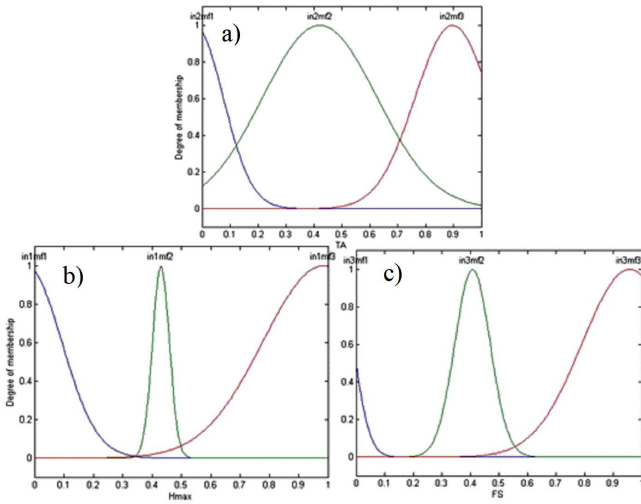 in2mf1 in2mf2 in2mf3
a)
1
0.8
0.6
0.4
0.2
0
Degree of membership
0 0.1 0.2 0.3 0.4 0.5 0.6 0.7 0.8 0.9 1
TA
in1mf1 in1mf2 in1mf3
b)
1
0.8
0.6
0.4
0.2
0
Degree of membership
0 0.1 0.2 0.3 0.4 0.5 0.6 0.7 0.8 0.9 1
Hmax
in3mf1 in3mf2 in3mf3
c)
1
0.8
0.6
0.4
0.2
0
0 0.1 0.2 0.3 0.4 0.5 0.6 0.7 0.8 0.9 1
FS